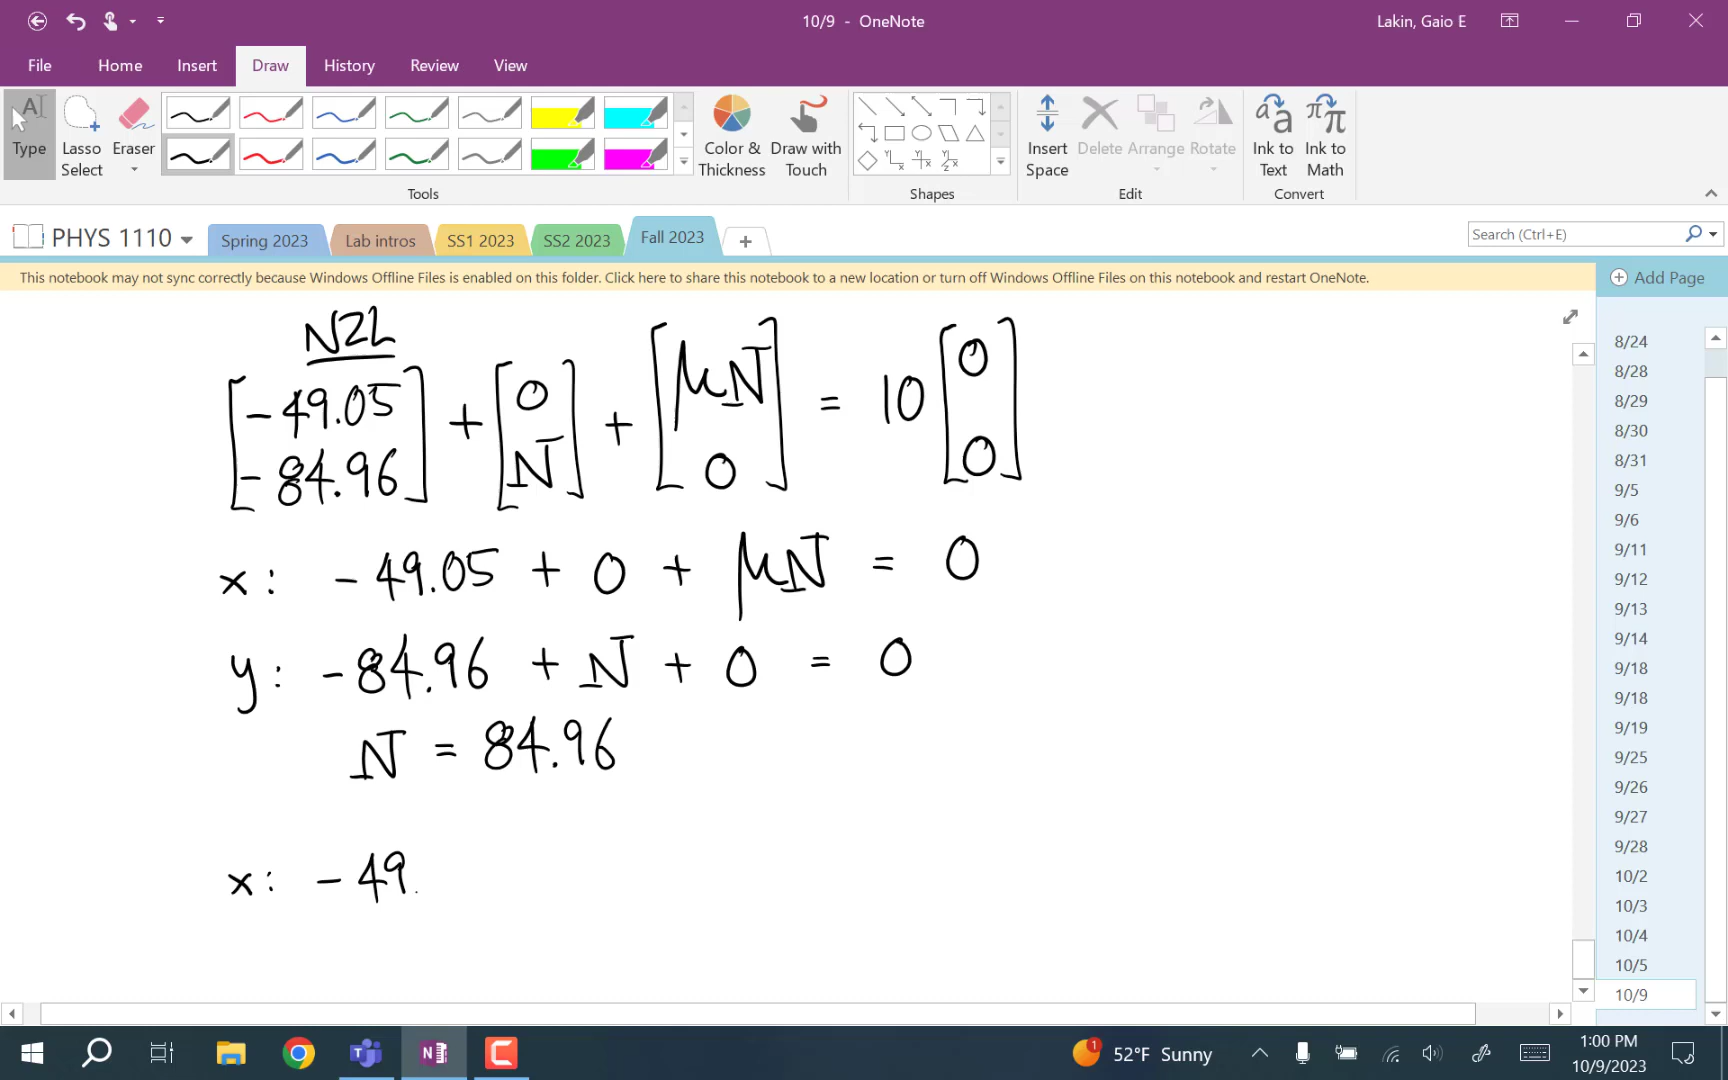 10/9 - OneNote
Lakin, Gaio E
File Home Insert Draw History Review View
Type
Lasso Select
Eraser
Color & Thickness
Draw with Touch
Insert Space
Delete
Arrange
Rotate
Ink to Text
Ink to Math
Tools
Shapes
Edit
Convert
PHYS 1110
Spring 2023
Lab intros
SS1 2023
SS2 2023
Fall 2023
Search (Ctrl+E)
This notebook may not sync correctly because Windows Offline Files is enabled on this folder. Click here to share this notebook to a new location or turn off Windows Offline Files on this notebook and restart OneNote.
Add Page
N2L
[-49.05 -84.96] + [0 N] + [μN 0] = 10 [0 0]
x: -49.05 + 0 + μN = 0
y: -84.96 + N + 0 = 0
N = 84.96
x: -49.
8/24
8/28
8/29
8/30
8/31
9/5
9/6
9/11
9/12
9/13
9/14
9/18
9/18
9/19
9/25
9/26
9/27
9/28
10/2
10/3
10/4
10/5
10/9
1
52°F Sunny
1:00 PM
10/9/2023